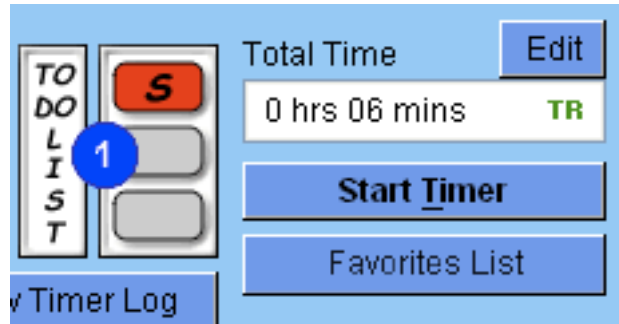 TO
DO
L
I
S
T
S
1
Total Time
Edit
0 hrs 06 mins TR
Start Timer
Favorites List
Timer Log